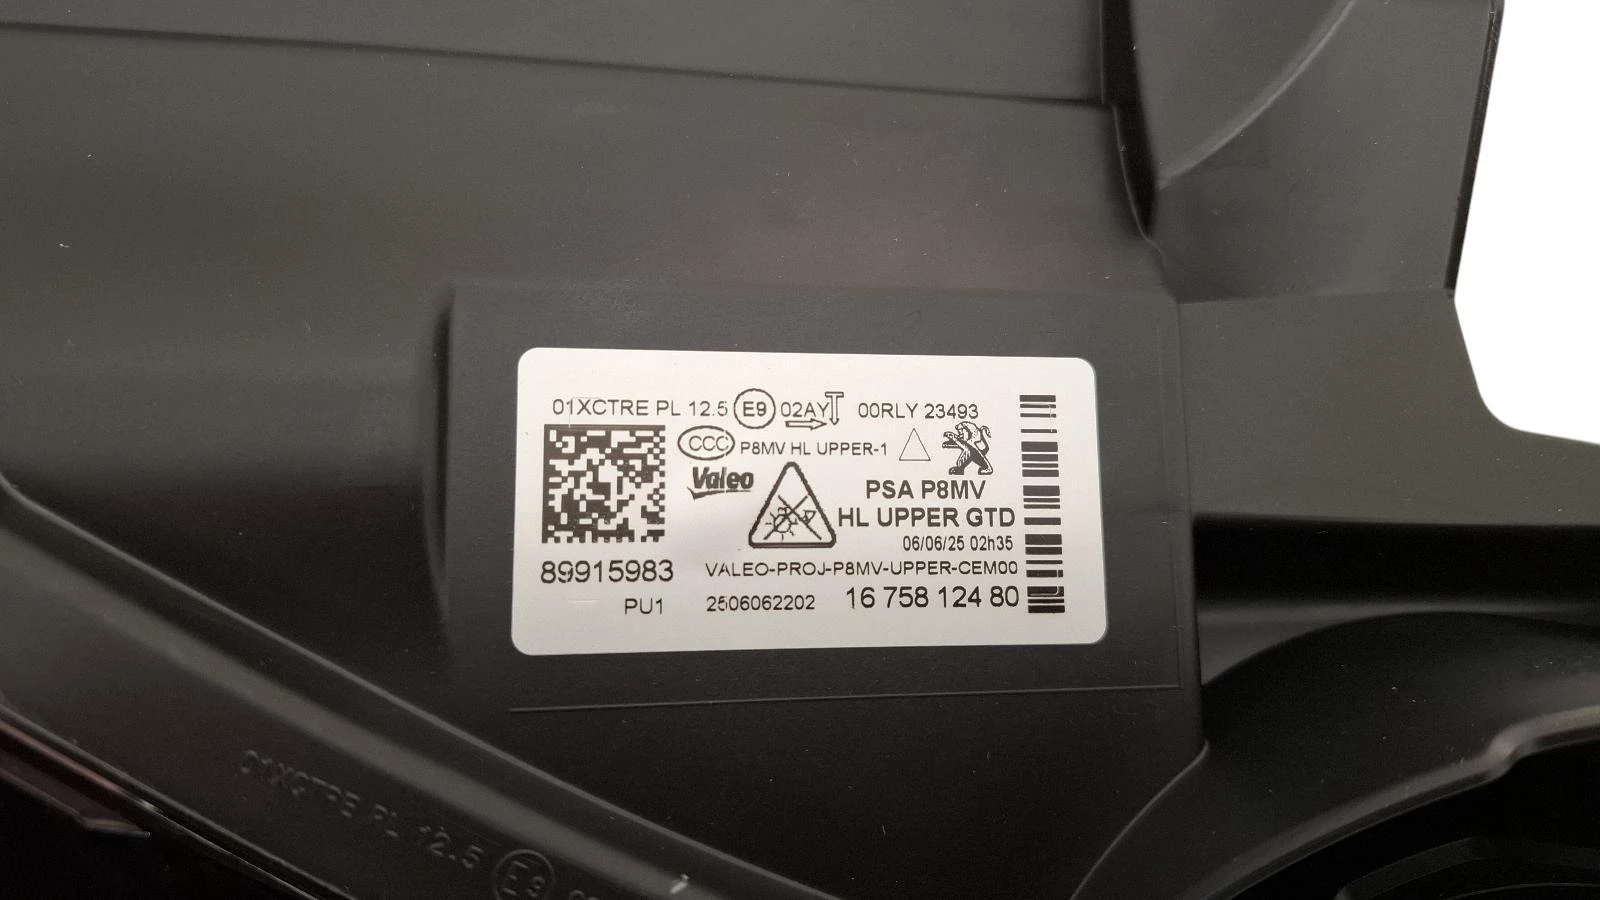 01XCTRE PL 12.5 E9 02AY 00RLY 23493
CCC P8MV HL UPPER-1
Valeo
PSA P8MV
HL UPPER GTD
06/06/25 02h35
89915983 VALEO-PROJ-P8MV-UPPER-CEM00
PU1 2506062202 16 758 124 80
01XCTRE PL 12.5 E9